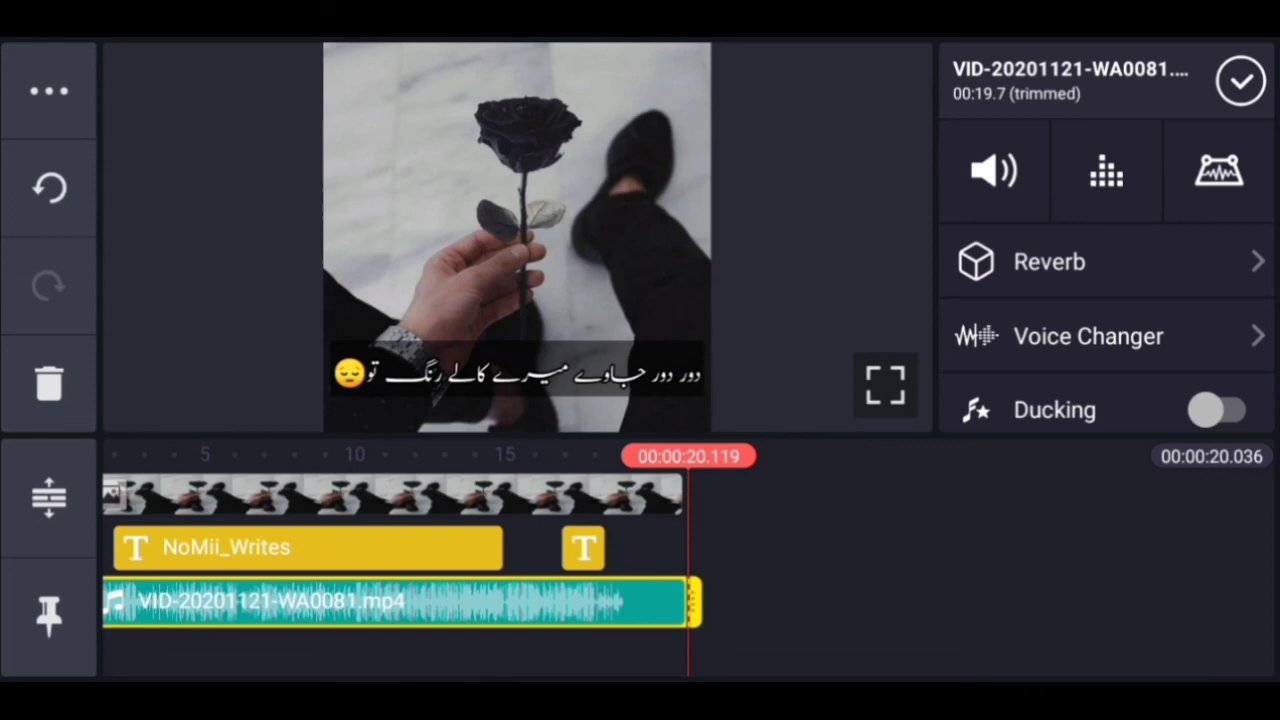 VID-20201121-WA0081....
00:19.7 (trimmed)
Reverb
Voice Changer
Ducking
دور دور جاوے میرے کالے رنگ تو😔
5 10 15 00:00:20.119 00:00:20.036
T NoMii_Writes T
VID-20201121-WA0081.mp4